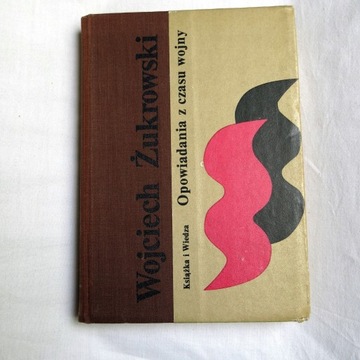 Wojciech Żukrowski
Opowiadania z czasu wojny
Książka i Wiedza